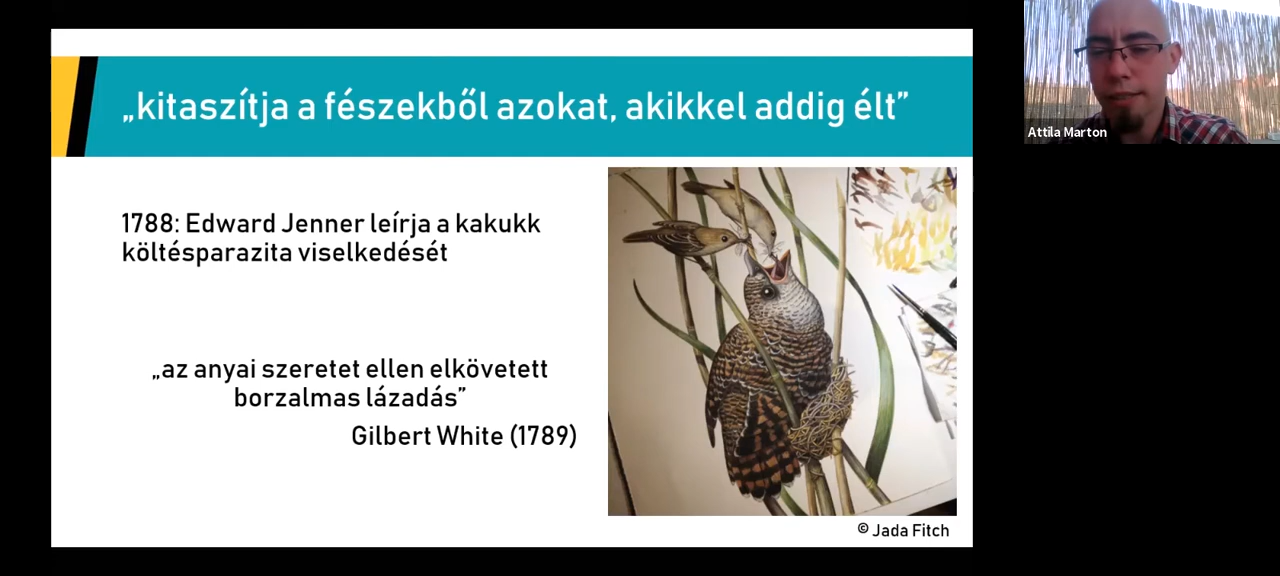 „kitaszítja a fészekből azokat, akikkel addig élt”
1788: Edward Jenner leírja a kakukk
költésparazita viselkedését
„az anyai szeretet ellen elkövetett
borzalmas lázadás”
Gilbert White (1789)
© Jada Fitch
Attila Marton